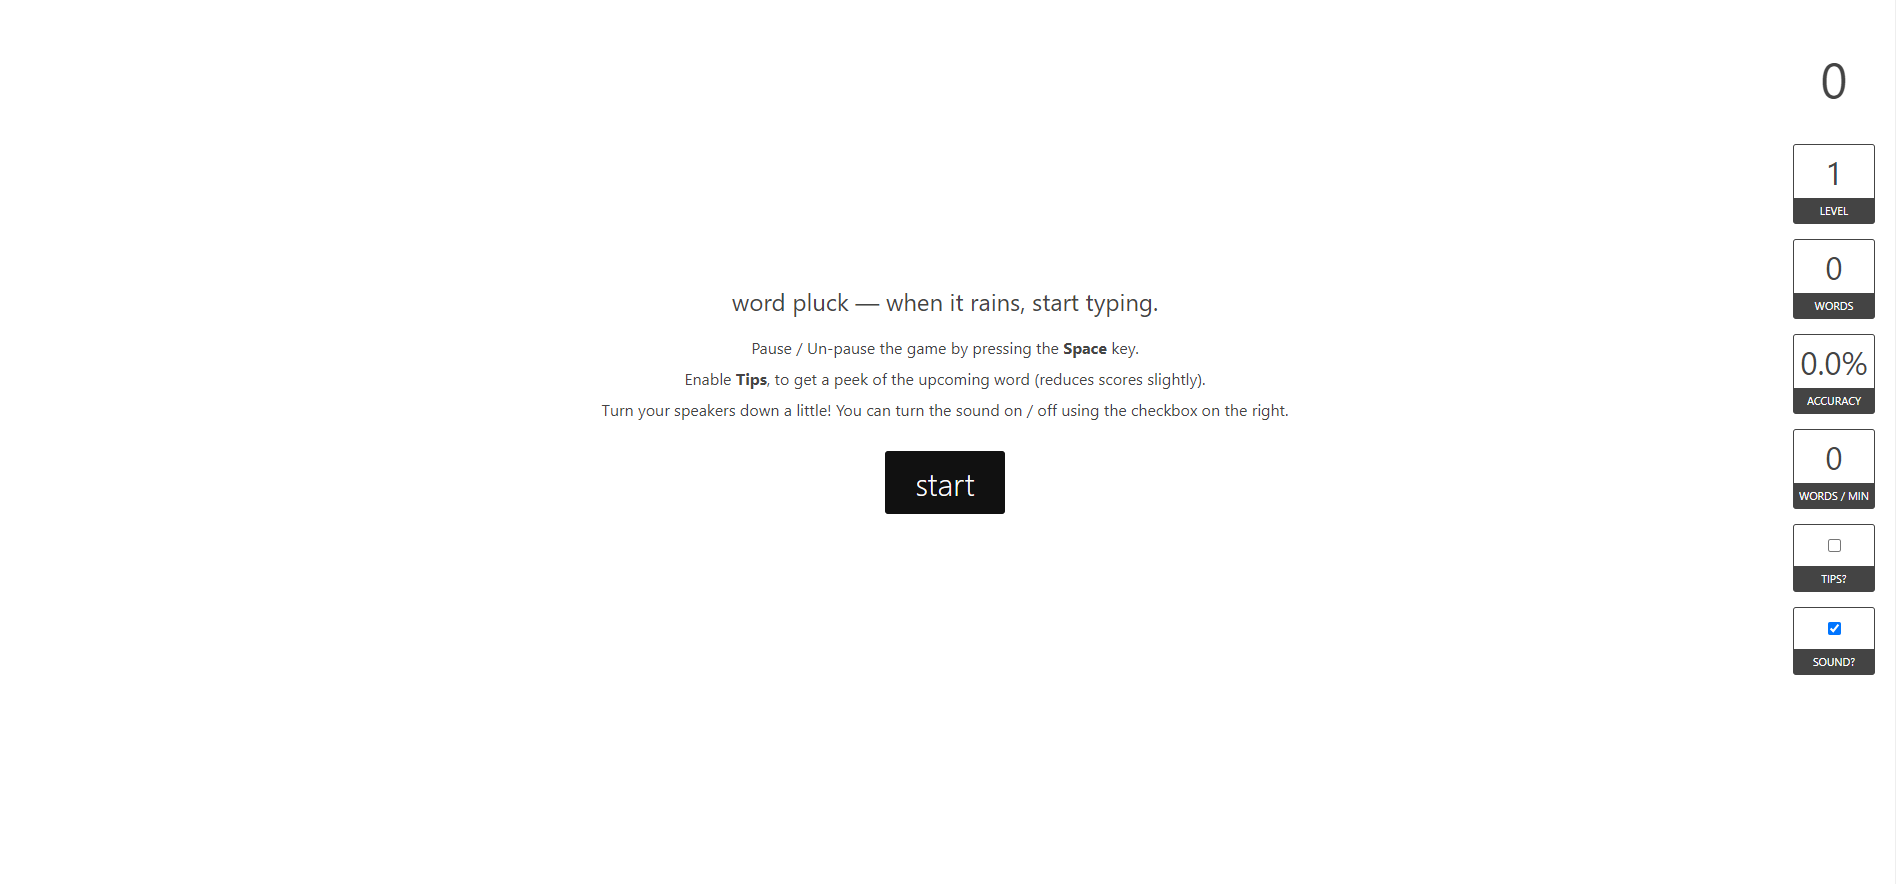 0
1
LEVEL
0
WORDS
word pluck — when it rains, start typing.
Pause / Un-pause the game by pressing the Space key.
Enable Tips, to get a peek of the upcoming word (reduces scores slightly).
Turn your speakers down a little! You can turn the sound on / off using the checkbox on the right.
start
0.0%
ACCURACY
0
WORDS / MIN
TIPS?
SOUND?